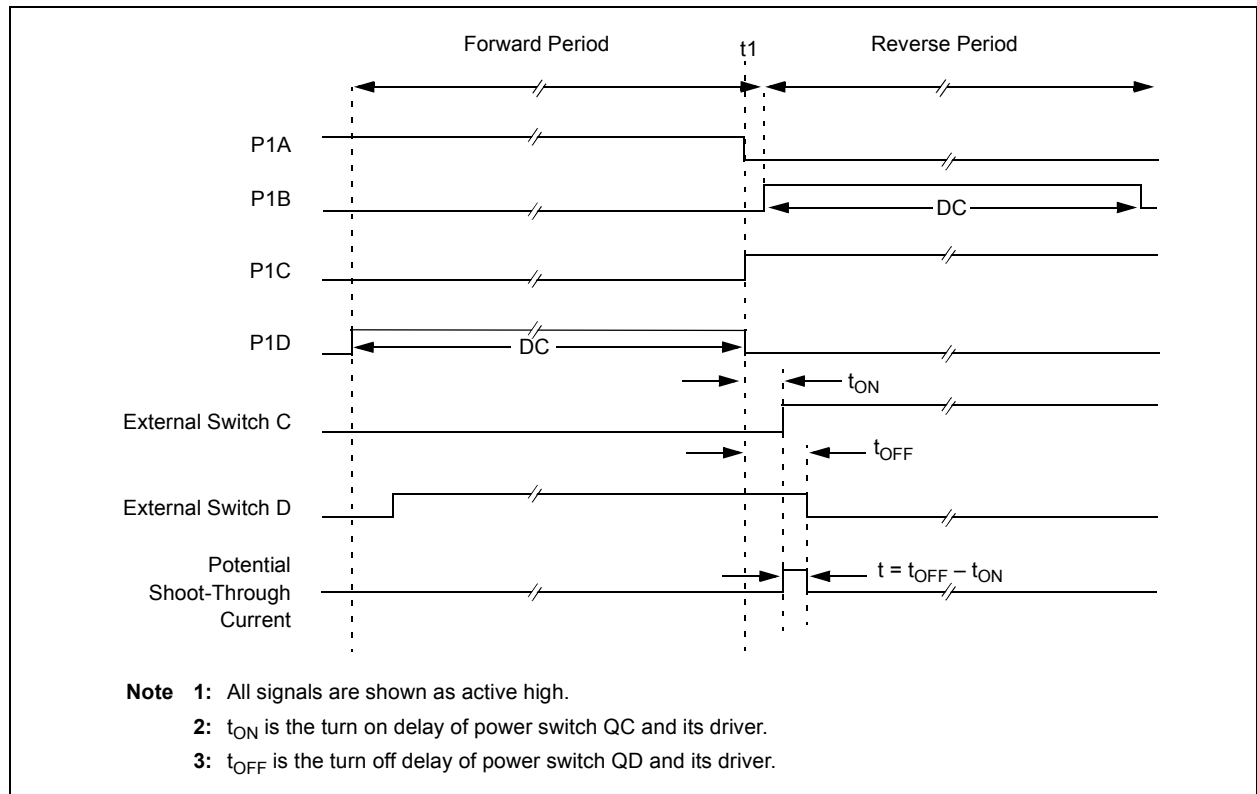 Forward Period
t1
Reverse Period
P1A
P1B
DC
P1C
P1D
DC
tON
External Switch C
tOFF
External Switch D
Potential
Shoot-Through
Current
t = tOFF – tON
Note 1: All signals are shown as active high.
2: tON is the turn on delay of power switch QC and its driver.
3: tOFF is the turn off delay of power switch QD and its driver.